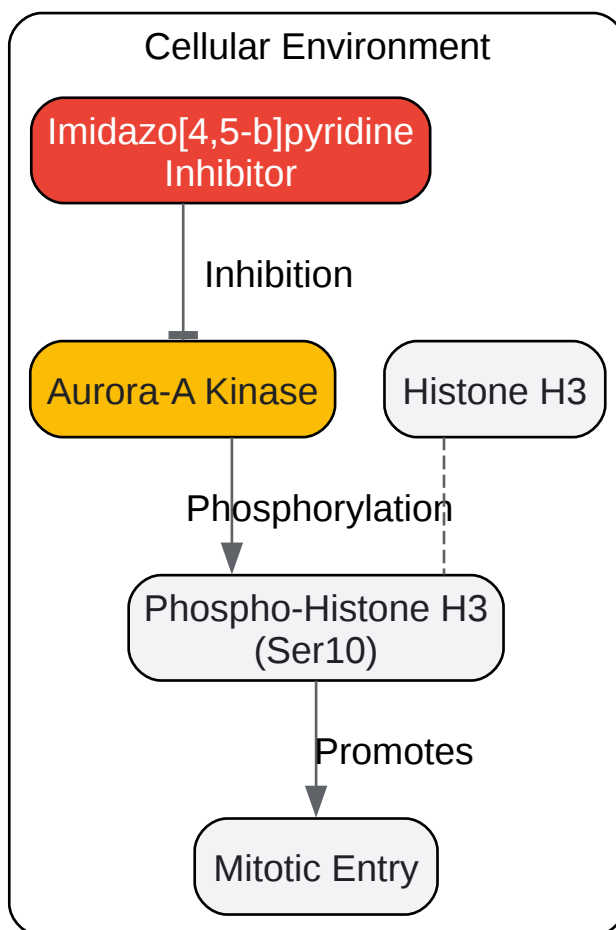 Cellular Environment
Imidazo[4,5-b]pyridine
Inhibitor
Inhibition
Aurora-A Kinase
Histone H3
Phosphorylation
Phospho-Histone H3
(Ser10)
Promotes
Mitotic Entry